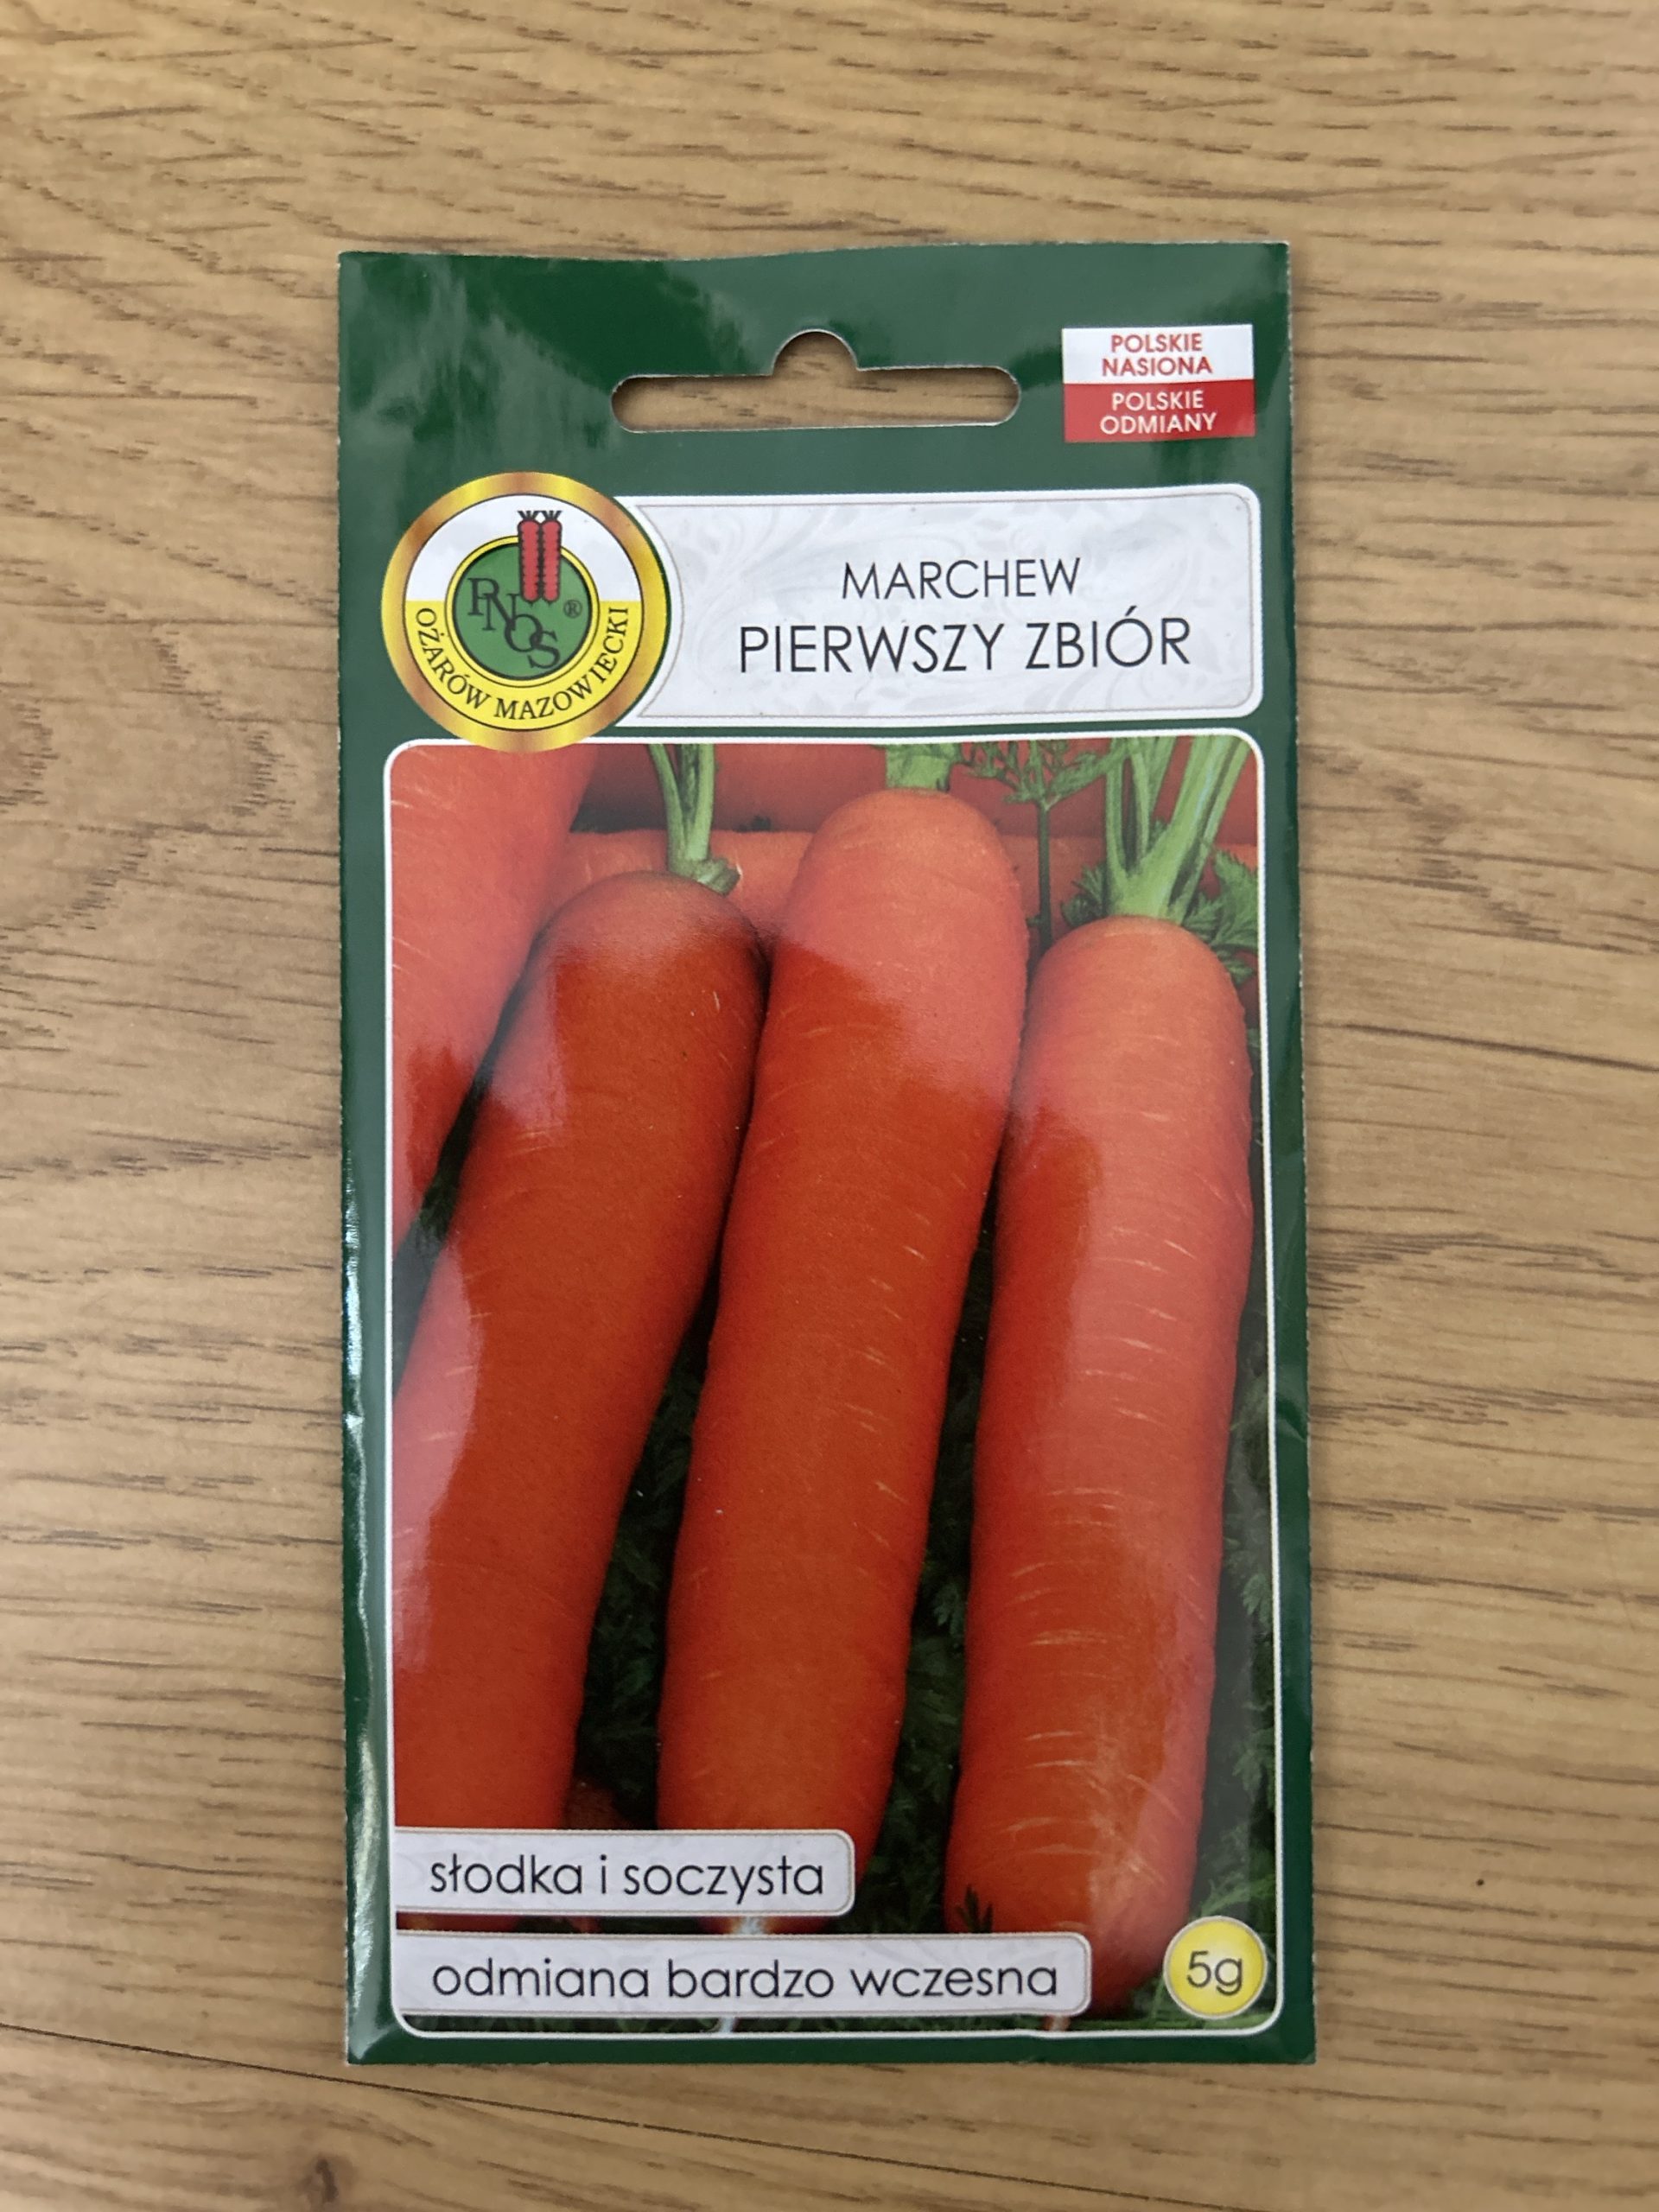 POLSKIE
NASIONA
POLSKIE
ODMIANY
PNOS®
OŻARÓW MAZOWIECKI
MARCHEW
PIERWSZY ZBIÓR
słodka i soczysta
odmiana bardzo wczesna
5g